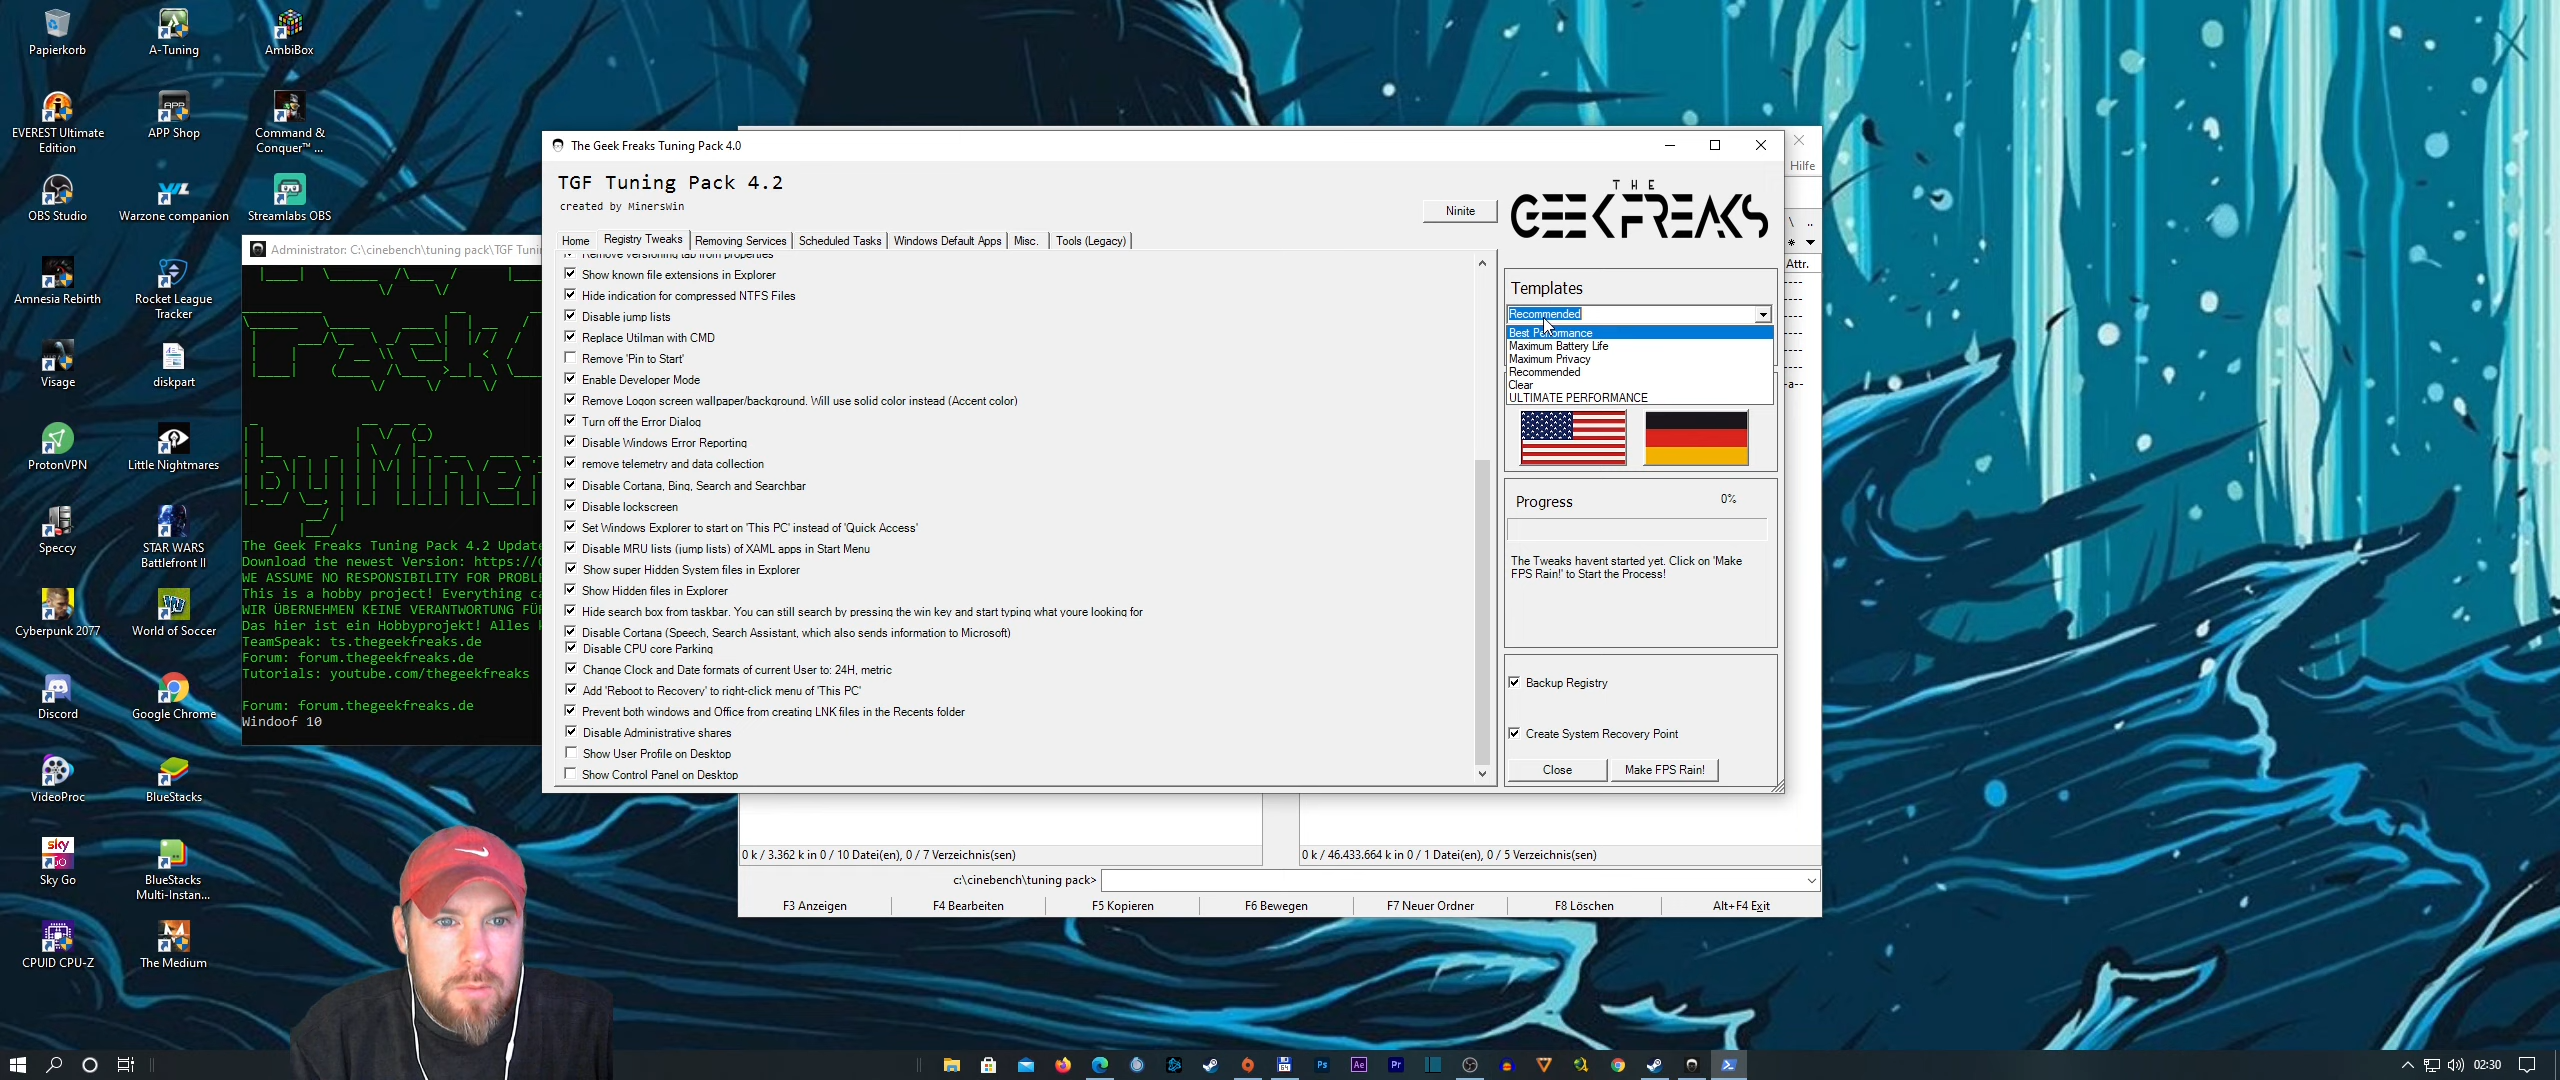 Papierkorb
A-Tuning
AmbiBox
EVEREST Ultimate
Edition
APP Shop
Command &
Conquer™ ...
OBS Studio
Warzone companion
Streamlabs OBS
Amnesia Rebirth
Rocket League
Tracker
Visage
diskpart
ProtonVPN
Little Nightmares
Speccy
STAR WARS
Battlefront II
Cyberpunk 2077
World of Soccer
Discord
Google Chrome
VideoProc
BlueStacks
sky
GO
Sky Go
BlueStacks
Multi-Instan...
CPUID CPU-Z
The Medium
Administrator: C:\cinebench\tuning pack\TGF Tuni
The Geek Freaks Tuning Pack 4.2 Update
Download the newest Version: https://
WE ASSUME NO RESPONSIBILITY FOR PROBLE
This is a hobby project! Everything ca
WIR ÜBERNEHMEN KEINE VERANTWORTUNG FÜR
Das hier ist ein Hobbyprojekt! Alles
TeamSpeak: ts.thegeekfreaks.de
Forum: forum.thegeekfreaks.de
Tutorials: youtube.com/thegeekfreaks
Forum: forum.thegeekfreaks.de
Windoof 10
The Geek Freaks Tuning Pack 4.0
TGF Tuning Pack 4.2
created by MinersWin
Ninite
THE
GEEKFREAKS
Home
Registry Tweaks
Removing Services
Scheduled Tasks
Windows Default Apps
Misc.
Tools (Legacy)
Remove versioning tab from properties
Show known file extensions in Explorer
Hide indication for compressed NTFS Files
Disable jump lists
Replace Utilman with CMD
Remove 'Pin to Start'
Enable Developer Mode
Remove Logon screen wallpaper/background. Will use solid color instead (Accent color)
Turn off the Error Dialog
Disable Windows Error Reporting
remove telemetry and data collection
Disable Cortana, Bing, Search and Searchbar
Disable lockscreen
Set Windows Explorer to start on 'This PC' instead of 'Quick Access'
Disable MRU lists (jump lists) of XAML apps in Start Menu
Show super Hidden System files in Explorer
Show Hidden files in Explorer
Hide search box from taskbar. You can still search by pressing the win key and start typing what youre looking for
Disable Cortana (Speech, Search Assistant, which also sends information to Microsoft)
Disable CPU core Parking
Change Clock and Date formats of current User to: 24H, metric
Add 'Reboot to Recovery' to right-click menu of 'This PC'
Prevent both windows and Office from creating LNK files in the Recents folder
Disable Administrative shares
Show User Profile on Desktop
Show Control Panel on Desktop
Templates
Recommended
Best Performance
Maximum Battery Life
Maximum Privacy
Recommended
Clear
ULTIMATE PERFORMANCE
Progress
0%
The Tweaks havent started yet. Click on 'Make
FPS Rain!' to Start the Process!
Backup Registry
Create System Recovery Point
Close
Make FPS Rain!
Hilfe
\ ..
* 
Attr.
----
----
----
----
----
-a--
0 k / 3.362 k in 0 / 10 Datei(en), 0 / 7 Verzeichnis(sen)
0 k / 46.433.664 k in 0 / 1 Datei(en), 0 / 5 Verzeichnis(sen)
c:\cinebench\tuning pack>
F3 Anzeigen
F4 Bearbeiten
F5 Kopieren
F6 Bewegen
F7 Neuer Ordner
F8 Löschen
Alt+F4 Exit
Ps
Ae
Pr
02:30